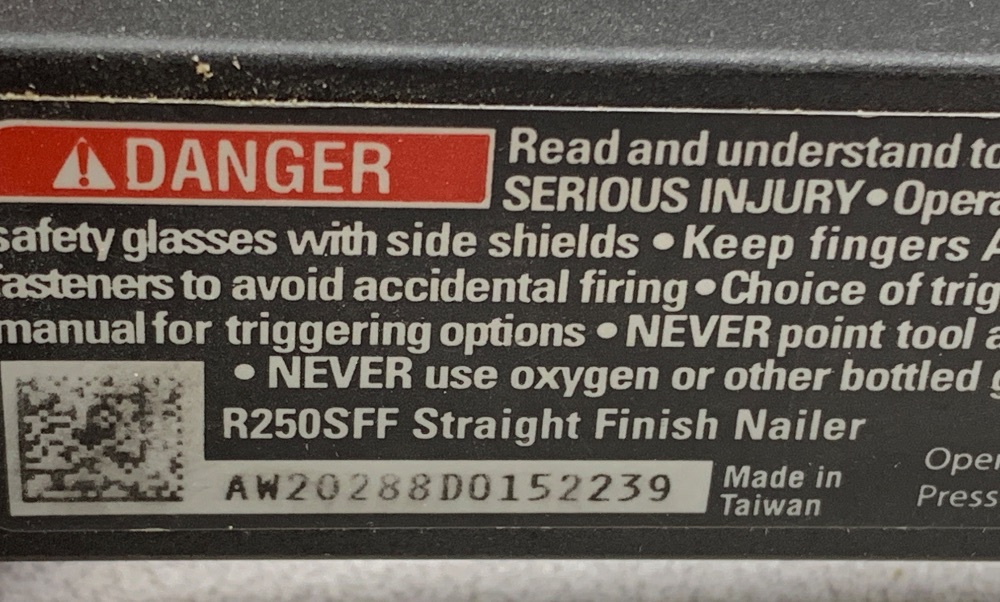 DANGER
Read and understand to
SERIOUS INJURY • Opera
safety glasses with side shields • Keep fingers A
fasteners to avoid accidental firing • Choice of trig
manual for triggering options • NEVER point tool a
• NEVER use oxygen or other bottled g
R250SFF Straight Finish Nailer
AW20288D0152239
Made in
Taiwan
Oper
Press